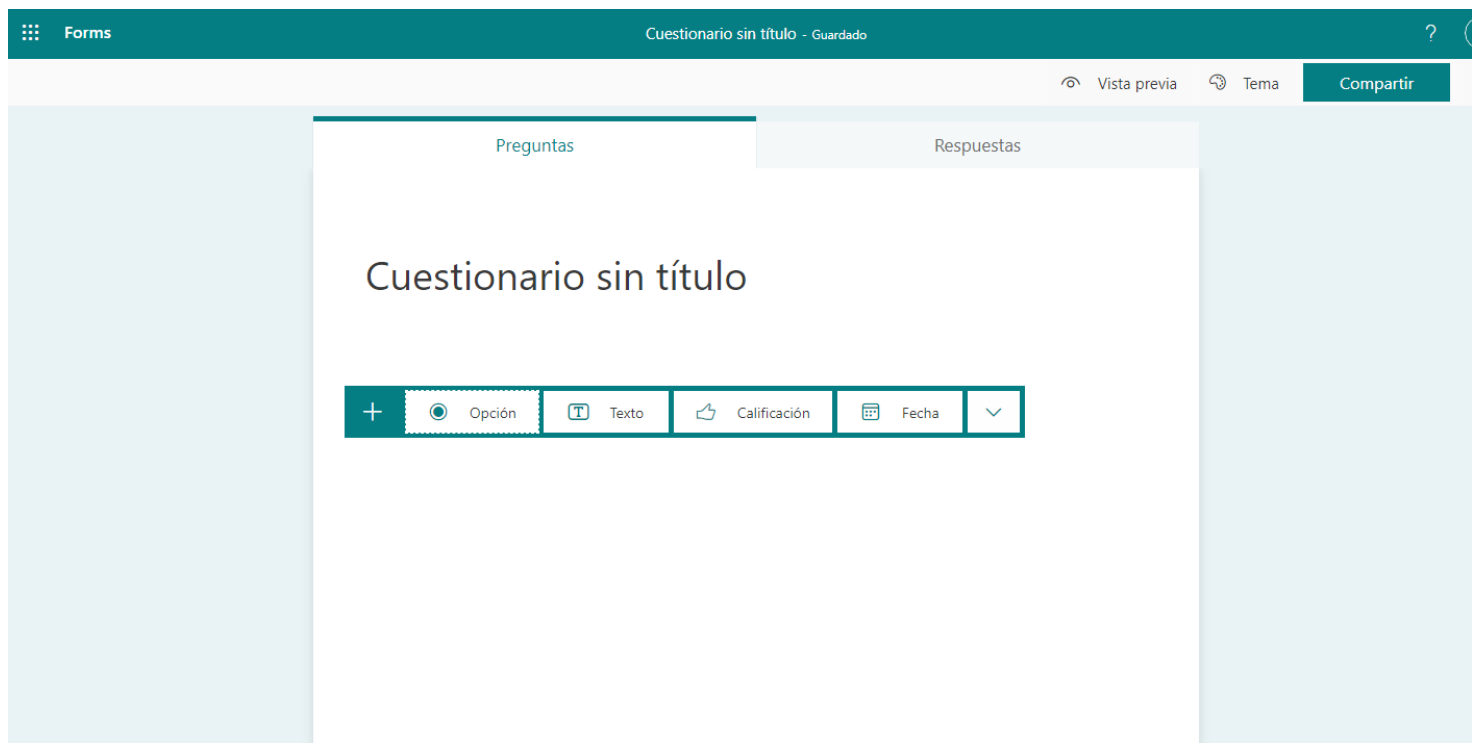 Forms
Cuestionario sin título - Guardado
?
Vista previa
Tema
Compartir
Preguntas
Respuestas
Cuestionario sin título
Opción
Texto
Calificación
Fecha